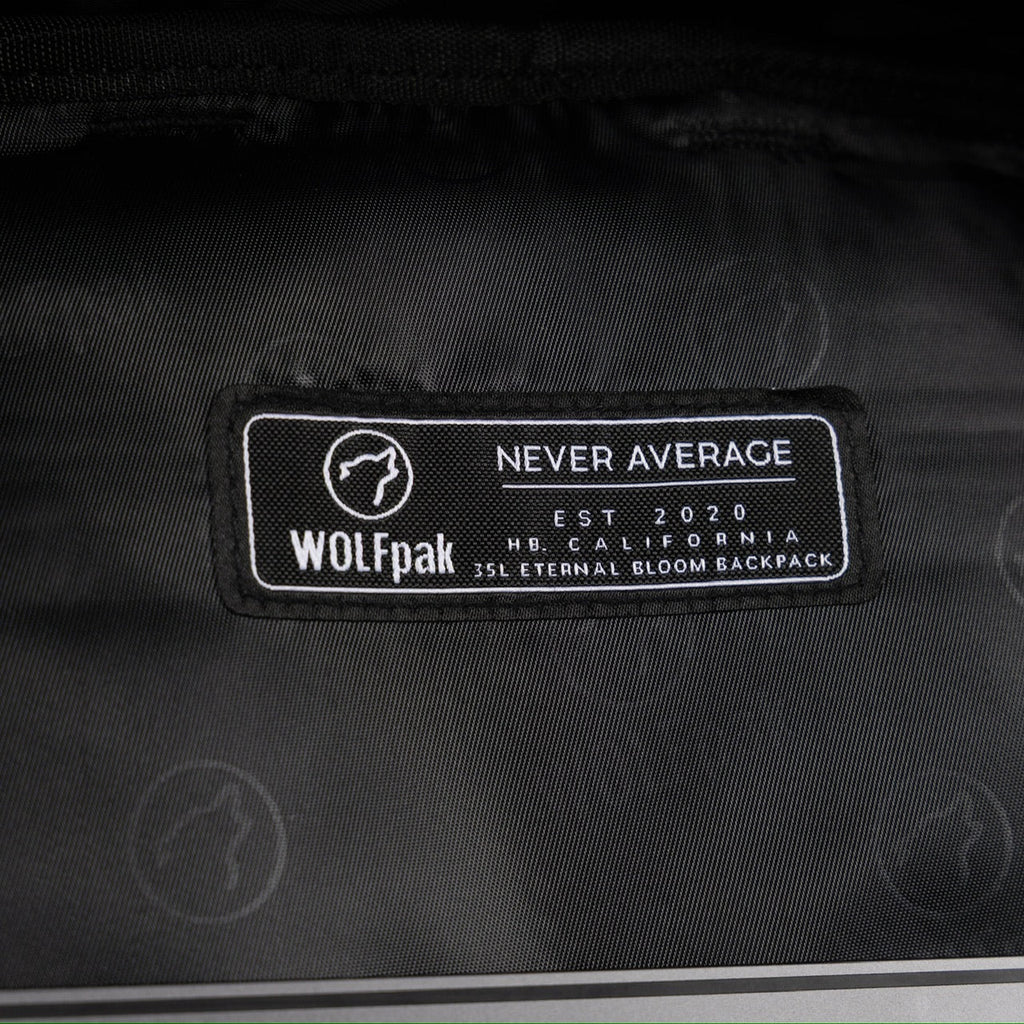 WOLFpak
NEVER AVERAGE
EST 2020
HB. CALIFORNIA
35L ETERNAL BLOOM BACKPACK